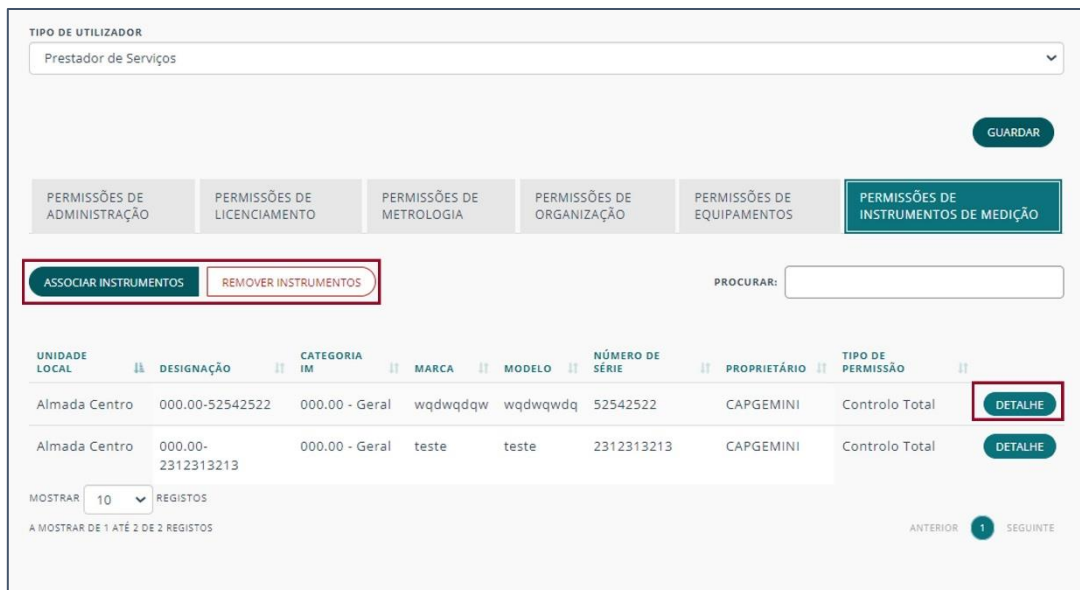 TIPO DE UTILIZADOR
Prestador de Serviços
GUARDAR
PERMISSÕES DE ADMINISTRAÇÃO
PERMISSÕES DE LICENCIAMENTO
PERMISSÕES DE METROLOGIA
PERMISSÕES DE ORGANIZAÇÃO
PERMISSÕES DE EQUIPAMENTOS
PERMISSÕES DE INSTRUMENTOS DE MEDIÇÃO
ASSOCIAR INSTRUMENTOS REMOVER INSTRUMENTOS PROCURAR:
UNIDADE LOCAL DESIGNAÇÃO CATEGORIA IM MARCA MODELO NÚMERO DE SÉRIE PROPRIETÁRIO TIPO DE PERMISSÃO
Almada Centro 000.00-52542522 000.00 - Geral wqdwqdqw wqdwqwdq 52542522 CAPGEMINI Controlo Total DETALHE
Almada Centro 000.00-2312313213 000.00 - Geral teste teste 2312313213 CAPGEMINI Controlo Total DETALHE
MOSTRAR 10 REGISTOS
A MOSTRAR DE 1 ATÉ 2 DE 2 REGISTOS ANTERIOR 1 SEGUINTE